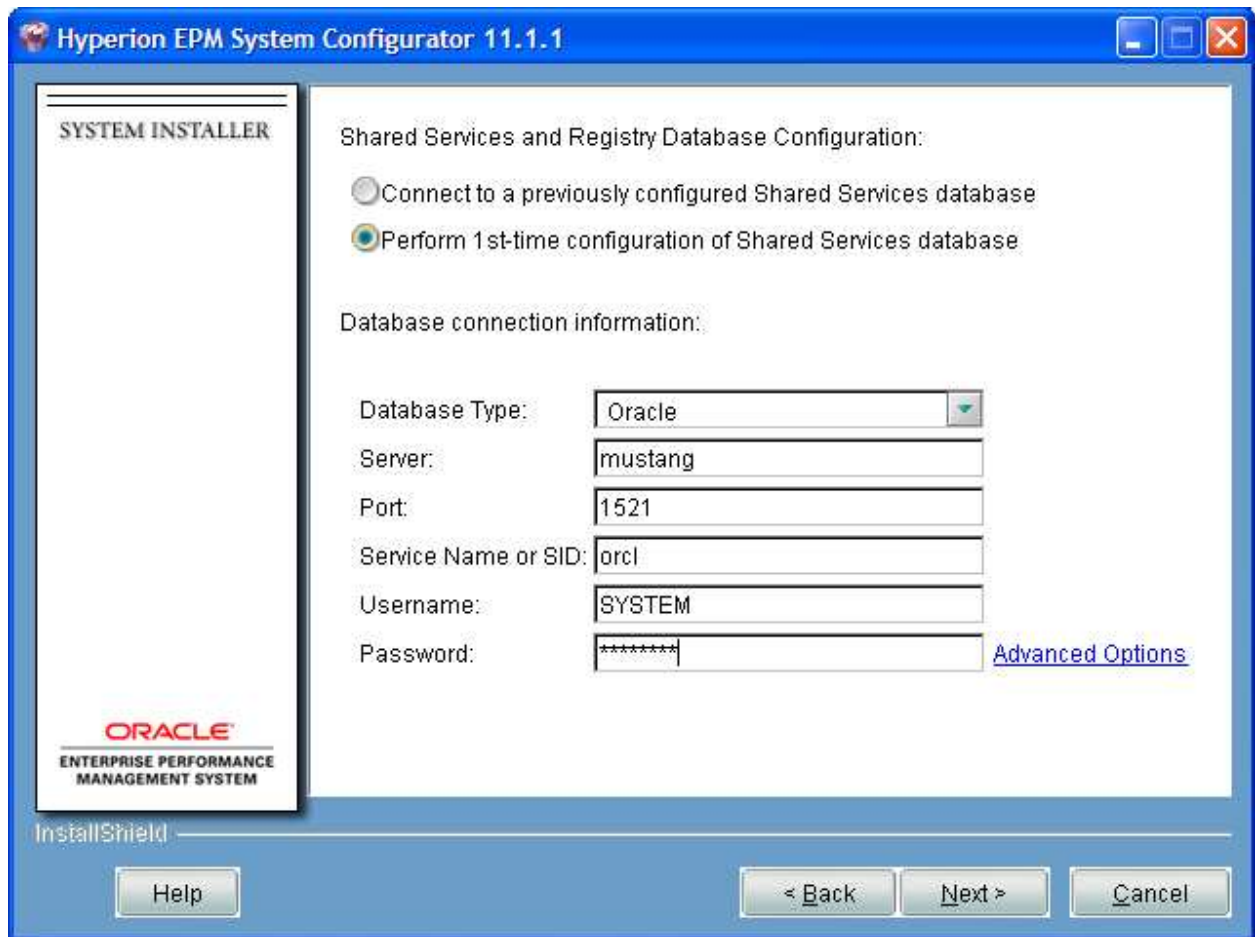 Hyperion EPM System Configurator 11.1.1
SYSTEM INSTALLER
Shared Services and Registry Database Configuration:
Connect to a previously configured Shared Services database
Perform 1st-time configuration of Shared Services database
Database connection information:
Database Type: Oracle
Server: mustang
Port: 1521
Service Name or SID: orcl
Username: SYSTEM
Password: ******** Advanced Options
ORACLE
ENTERPRISE PERFORMANCE
MANAGEMENT SYSTEM
InstallShield
Help < Back Next > Cancel